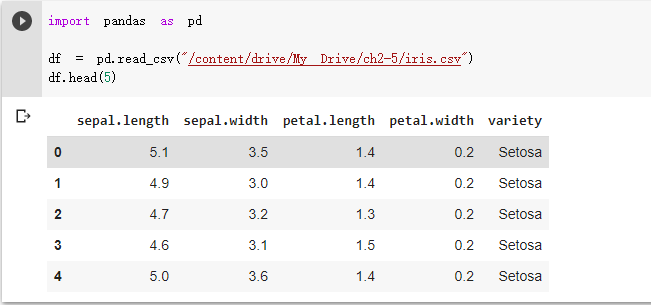 import pandas as pd
df = pd.read_csv("/content/drive/My Drive/ch2-5/iris.csv")
df.head(5)
sepal.length sepal.width petal.length petal.width variety
0 5.1 3.5 1.4 0.2 Setosa
1 4.9 3.0 1.4 0.2 Setosa
2 4.7 3.2 1.3 0.2 Setosa
3 4.6 3.1 1.5 0.2 Setosa
4 5.0 3.6 1.4 0.2 Setosa